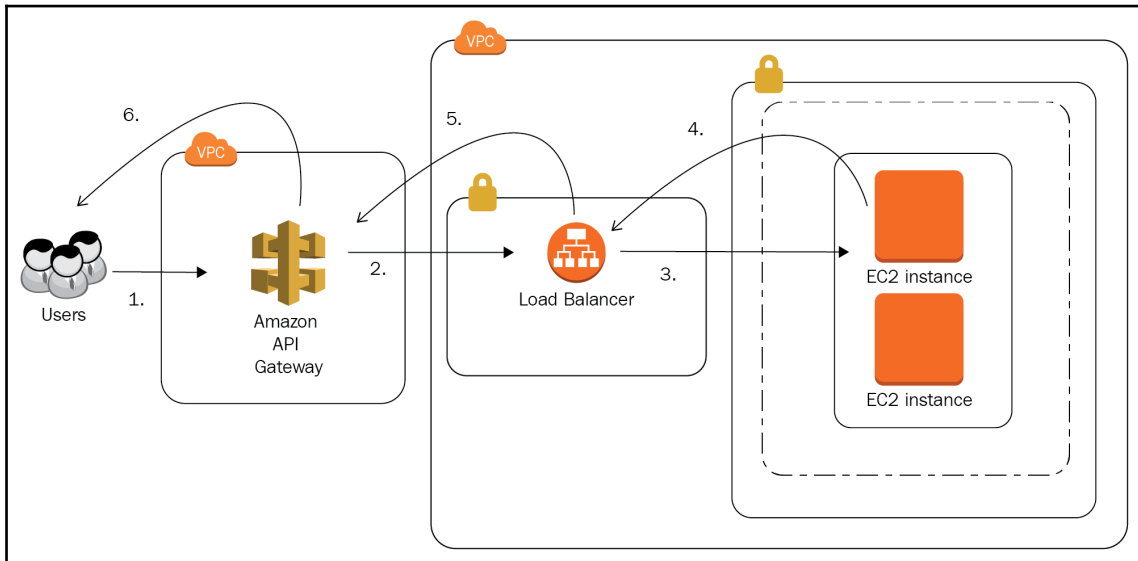 VPC
6.
5.
4.
VPC
1.
2.
3.
Users
Amazon
API
Gateway
Load Balancer
EC2 instance
EC2 instance